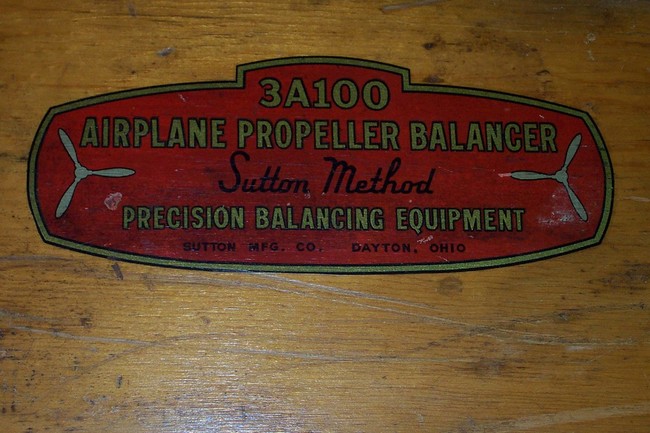 3A100
AIRPLANE PROPELLER BALANCER
Sutton Method
PRECISION BALANCING EQUIPMENT
SUTTON MFG. CO. DAYTON, OHIO